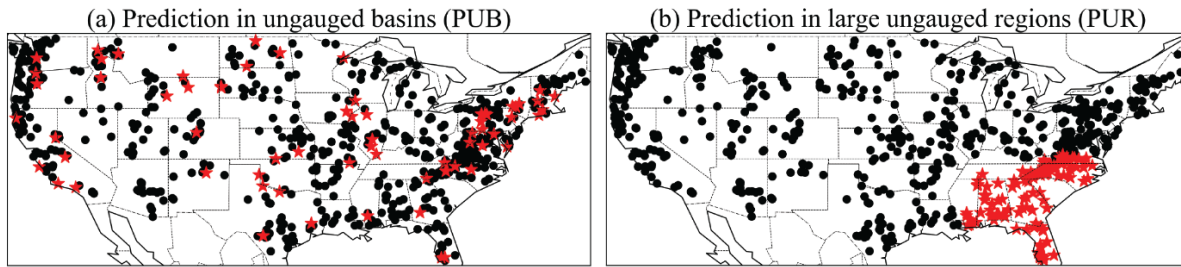 (a) Prediction in ungauged basins (PUB)
(b) Prediction in large ungauged regions (PUR)